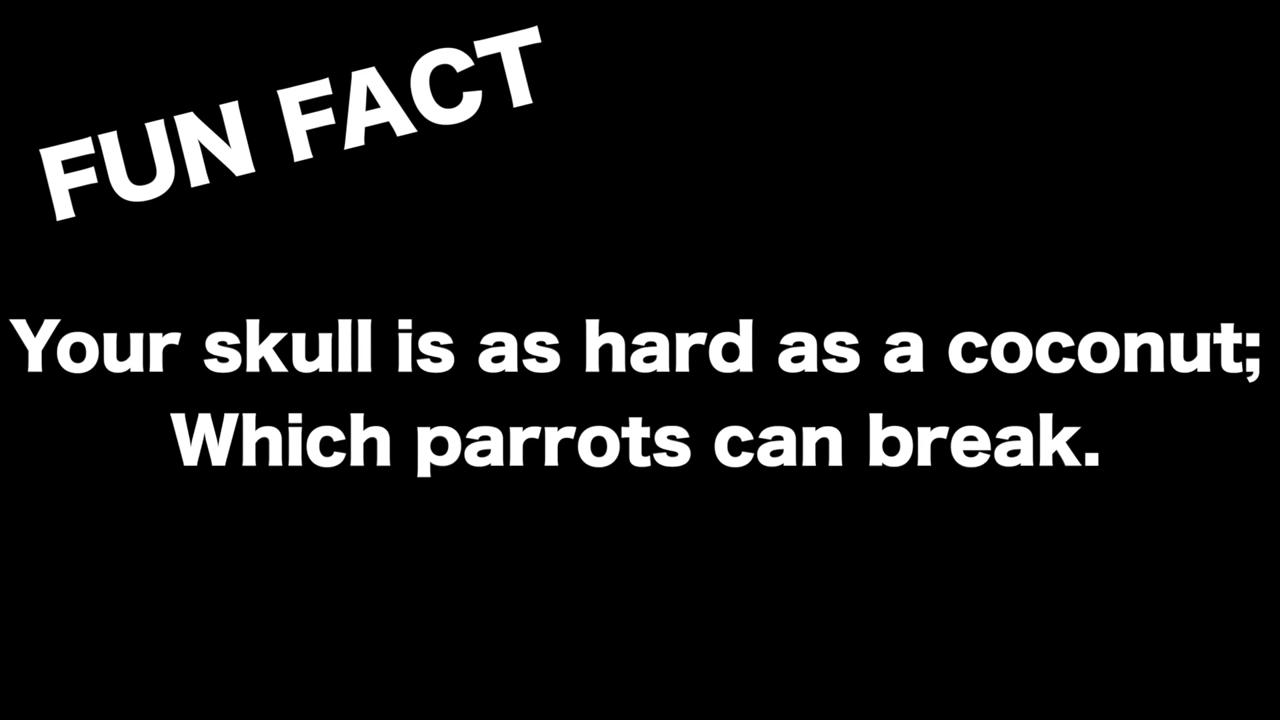 FUN FACT
Your skull is as hard as a coconut;
Which parrots can break.